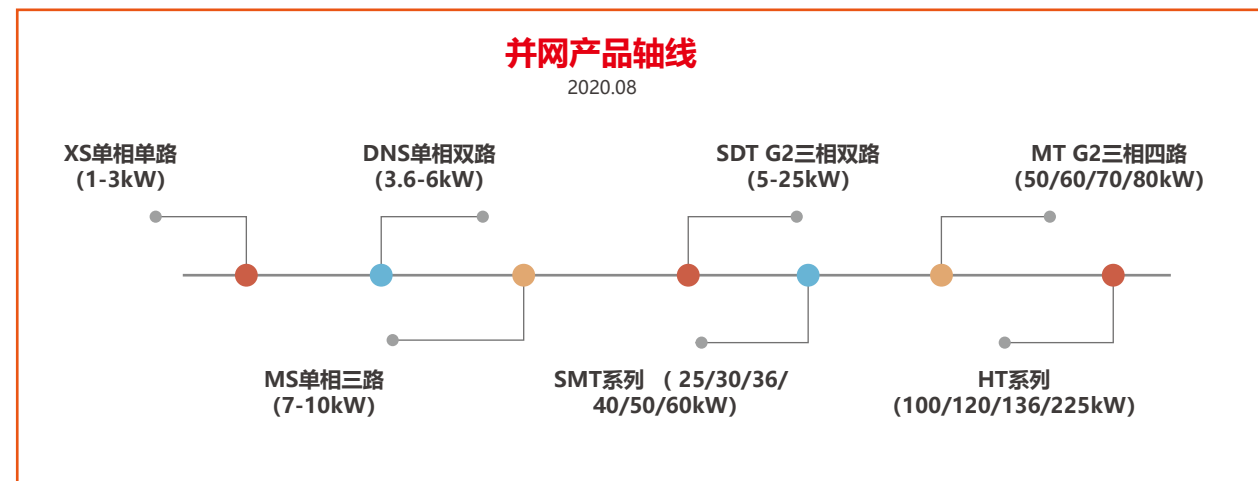 并网产品轴线
2020.08
XS单相单路
(1-3kW)
DNS单相双路
(3.6-6kW)
SDT G2三相双路
(5-25kW)
MT G2三相四路
(50/60/70/80kW)
MS单相三路
(7-10kW)
SMT系列 （ 25/30/36/
40/50/60kW)
HT系列
(100/120/136/225kW)